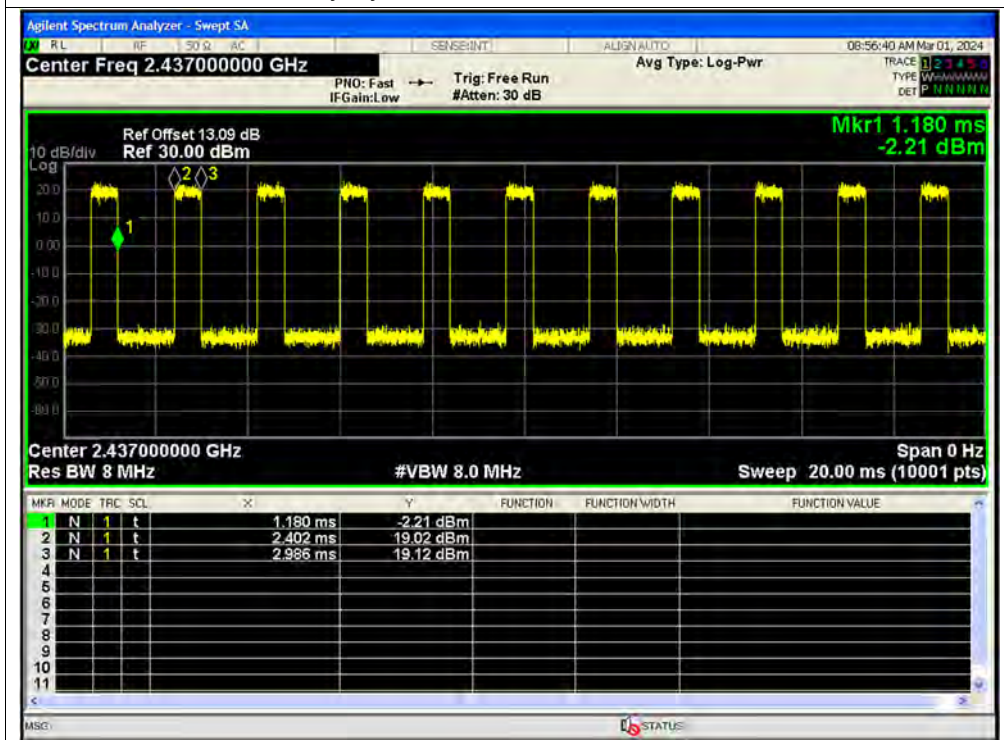 Agilent Spectrum Analyzer - Swept SA
RL RF 50 Ω AC SENSE:INT ALIGN AUTO 08:56:40 AM Mar 01, 2024
Center Freq 2.437000000 GHz Avg Type: Log-Pwr TRACE 1 2 3 4 5 6
PNO: Fast Trig: Free Run TYPE
IFGain:Low #Atten: 30 dB DET P N N N N N
Mkr1 1.180 ms
Ref Offset 13.09 dB
10 dB/div Ref 30.00 dBm -2.21 dBm
Log
2 3
20.0
10.0
1
0.00
-10.0
-20.0
-30.0
-40.0
-50.0
-60.0
Center 2.437000000 GHz Span 0 Hz
Res BW 8 MHz #VBW 8.0 MHz Sweep 20.00 ms (10001 pts)
MKR MODE TRC SCL X Y FUNCTION FUNCTION WIDTH FUNCTION VALUE
1 N 1 t 1.180 ms -2.21 dBm
2 N 1 t 2.402 ms 19.02 dBm
3 N 1 t 2.986 ms 19.12 dBm
4
5
6
7
8
9
10
11
MSG STATUS